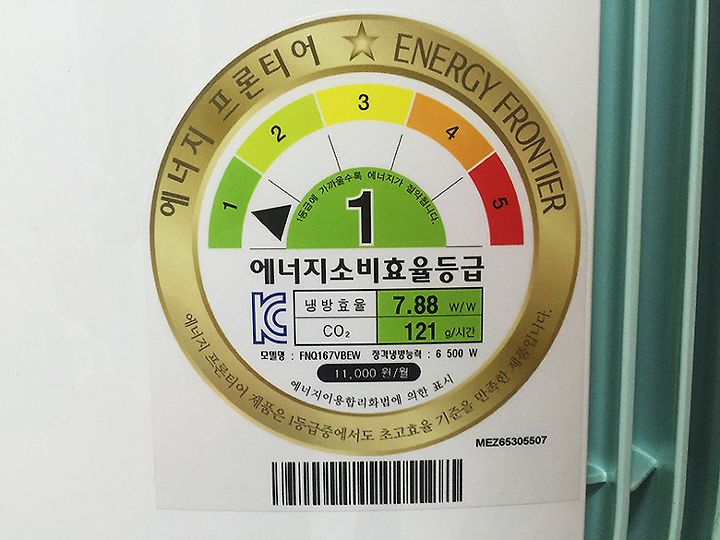 에너지 프론티어 ★ ENERGY FRONTIER
1 2 3 4 5
1등급에 가까울수록 에너지가 절약됩니다.
1
에너지소비효율등급
KC
냉방효율 7.88 W/W
CO₂ 121 g/시간
모델명 : FNQ167VBEW 정격냉방능력 : 6 500 W
11,000 원/월
에너지이용합리화법에 의한 표시
에너지 프론티어 제품은 1등급중에서도 초고효율 기준을 만족한 제품입니다.
MEZ65305507